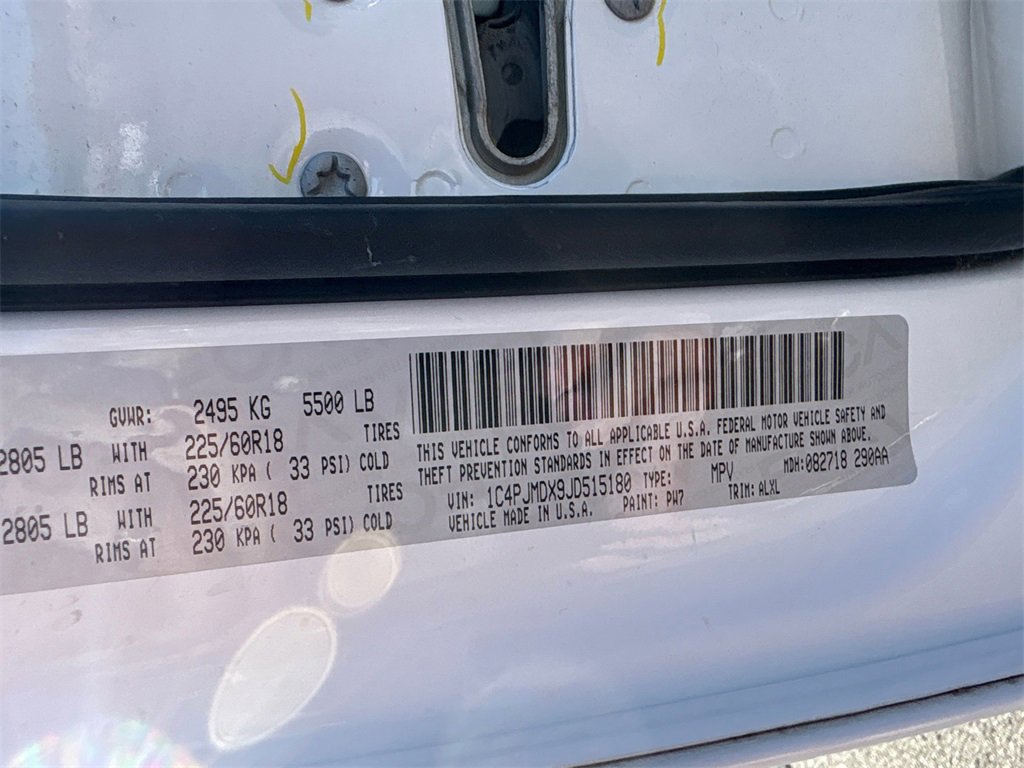 GVWR: 2495 KG 5500 LB
2805 LB WITH 225/60R18 TIRES
RIMS AT 230 KPA ( 33 PSI) COLD
2805 LB WITH 225/60R18 TIRES
RIMS AT 230 KPA ( 33 PSI) COLD
THIS VEHICLE CONFORMS TO ALL APPLICABLE U.S.A. FEDERAL MOTOR VEHICLE SAFETY AND
THEFT PREVENTION STANDARDS IN EFFECT ON THE DATE OF MANUFACTURE SHOWN ABOVE.
MDH:082718 290AA
VIN: 1C4PJMDX9JD515180 TYPE: MPV
VEHICLE MADE IN U.S.A. PAINT: PW7 TRIM: ALXL